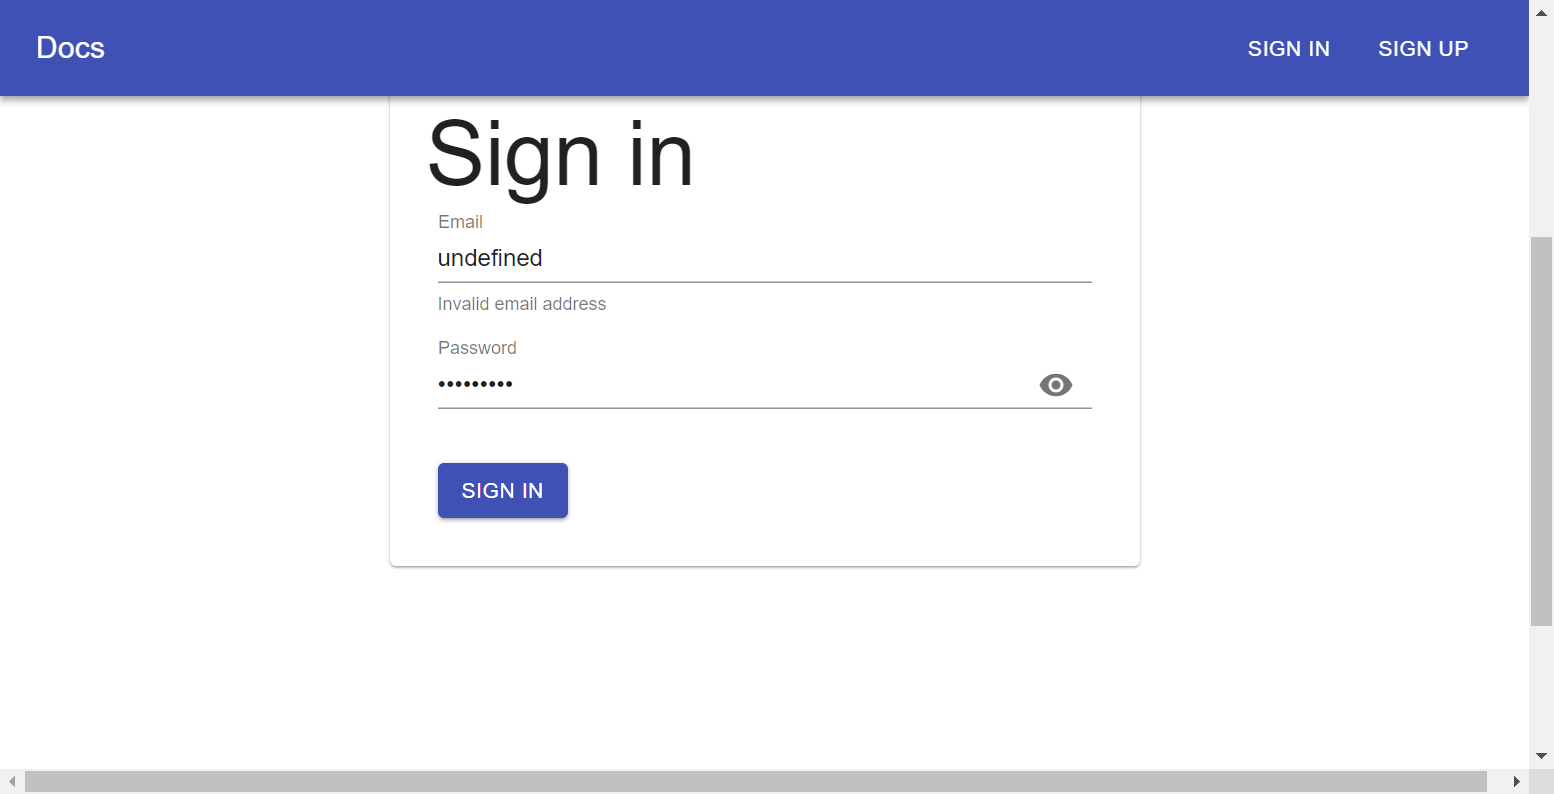 Docs
SIGN IN
SIGN UP
Sign in
Email
undefined
Invalid email address
Password
•••••••••
SIGN IN